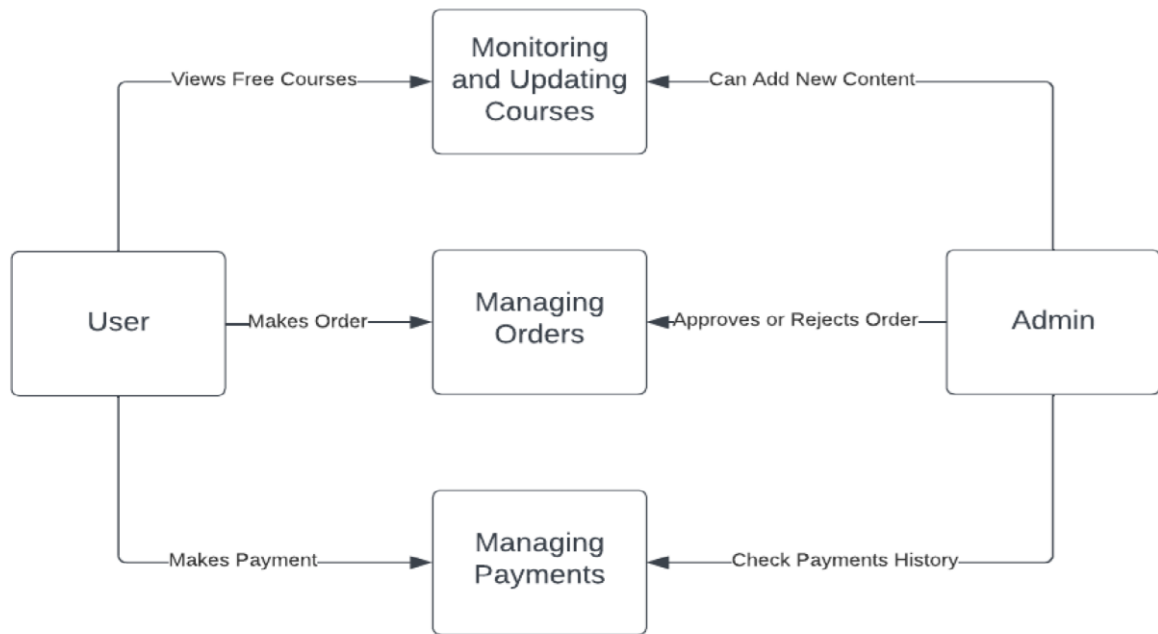 Monitoring
and Updating
Courses
Views Free Courses
Can Add New Content
User
Makes Order
Managing
Orders
Approves or Rejects Order
Admin
Makes Payment
Managing
Payments
Check Payments History